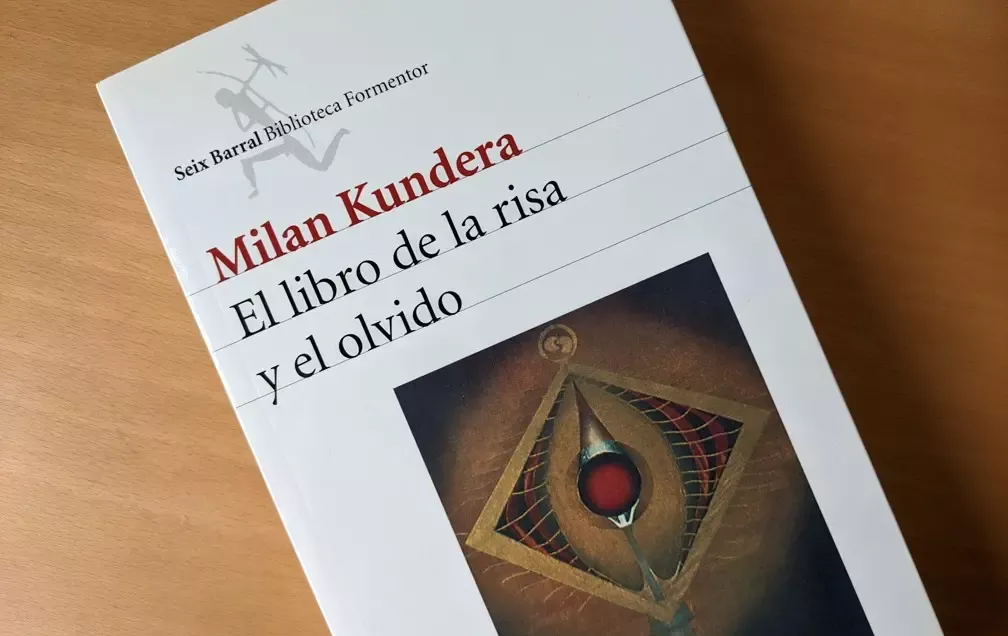 Seix Barral Biblioteca Formentor
Milan Kundera
El libro de la risa
y el olvido